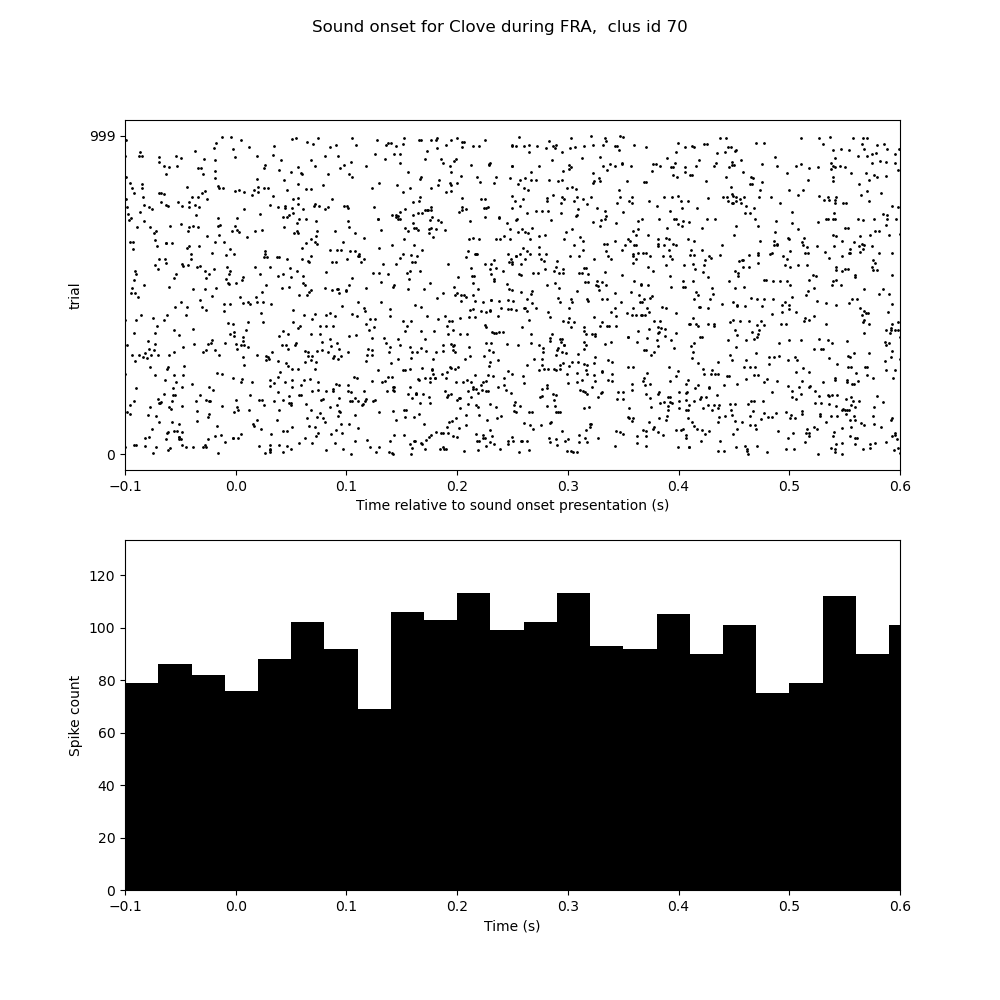 Sound onset for Clove during FRA,  clus id 70
999
trial
0
−0.1 0.0 0.1 0.2 0.3 0.4 0.5 0.6
Time relative to sound onset presentation (s)
120
100
80
Spike count
60
40
20
0
−0.1 0.0 0.1 0.2 0.3 0.4 0.5 0.6
Time (s)